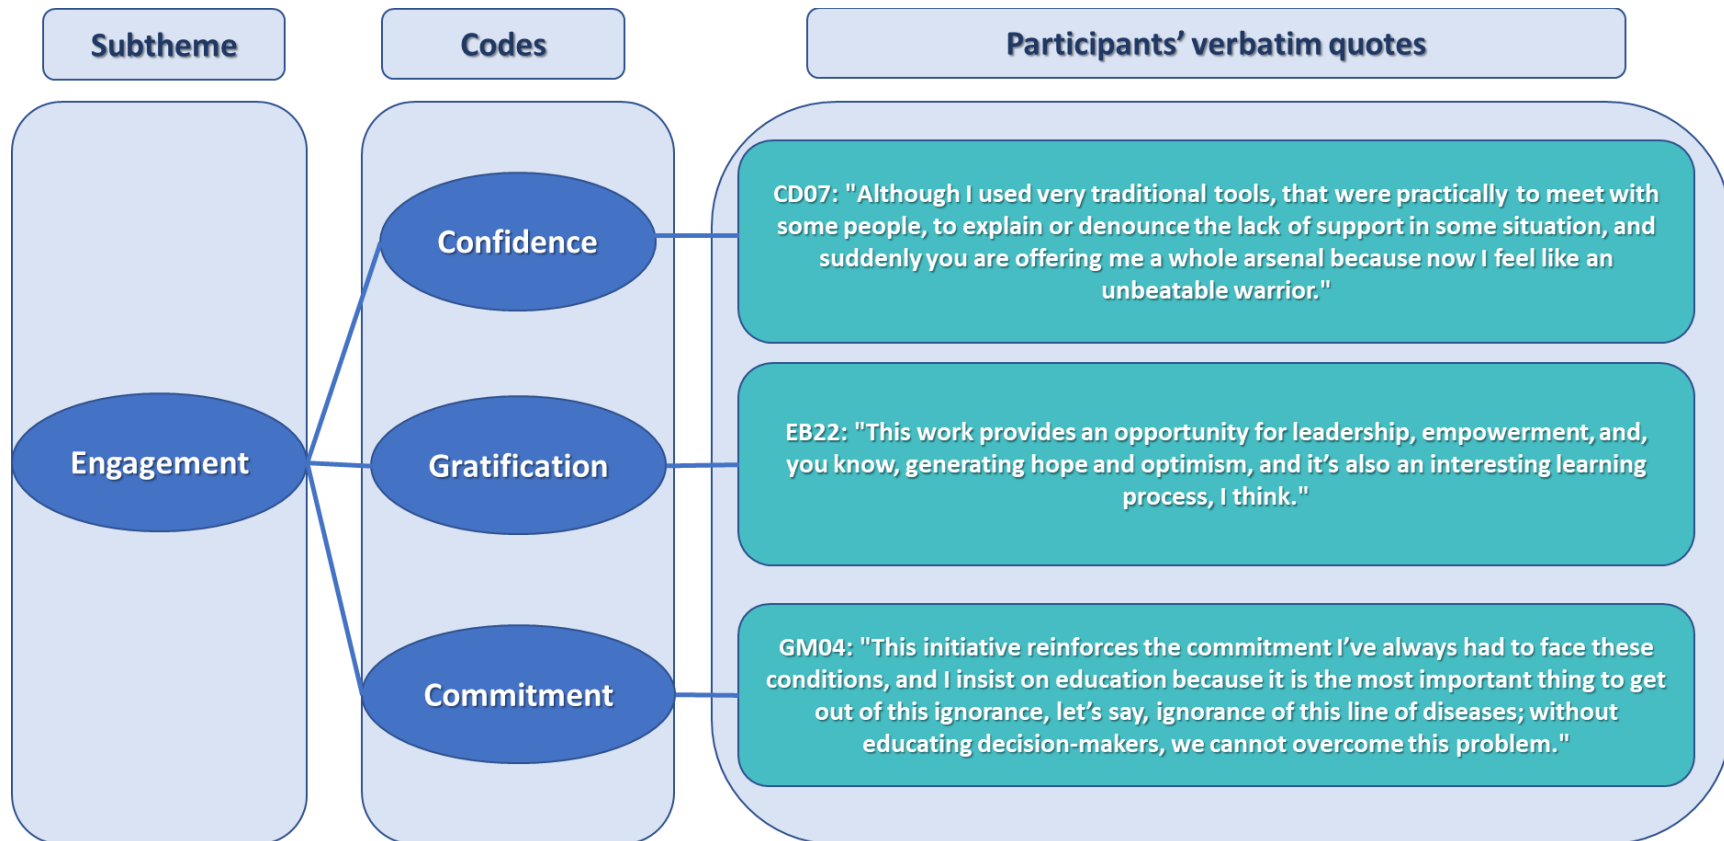 Subtheme
Codes
Participants’ verbatim quotes
Engagement
Confidence
CD07: "Although I used very traditional tools, that were practically to meet with
some people, to explain or denounce the lack of support in some situation, and
suddenly you are offering me a whole arsenal because now I feel like an
unbeatable warrior."
Gratification
EB22: "This work provides an opportunity for leadership, empowerment, and,
you know, generating hope and optimism, and it’s also an interesting learning
process, I think."
Commitment
GM04: "This initiative reinforces the commitment I’ve always had to face these
conditions, and I insist on education because it is the most important thing to get
out of this ignorance, let’s say, ignorance of this line of diseases; without
educating decision-makers, we cannot overcome this problem."